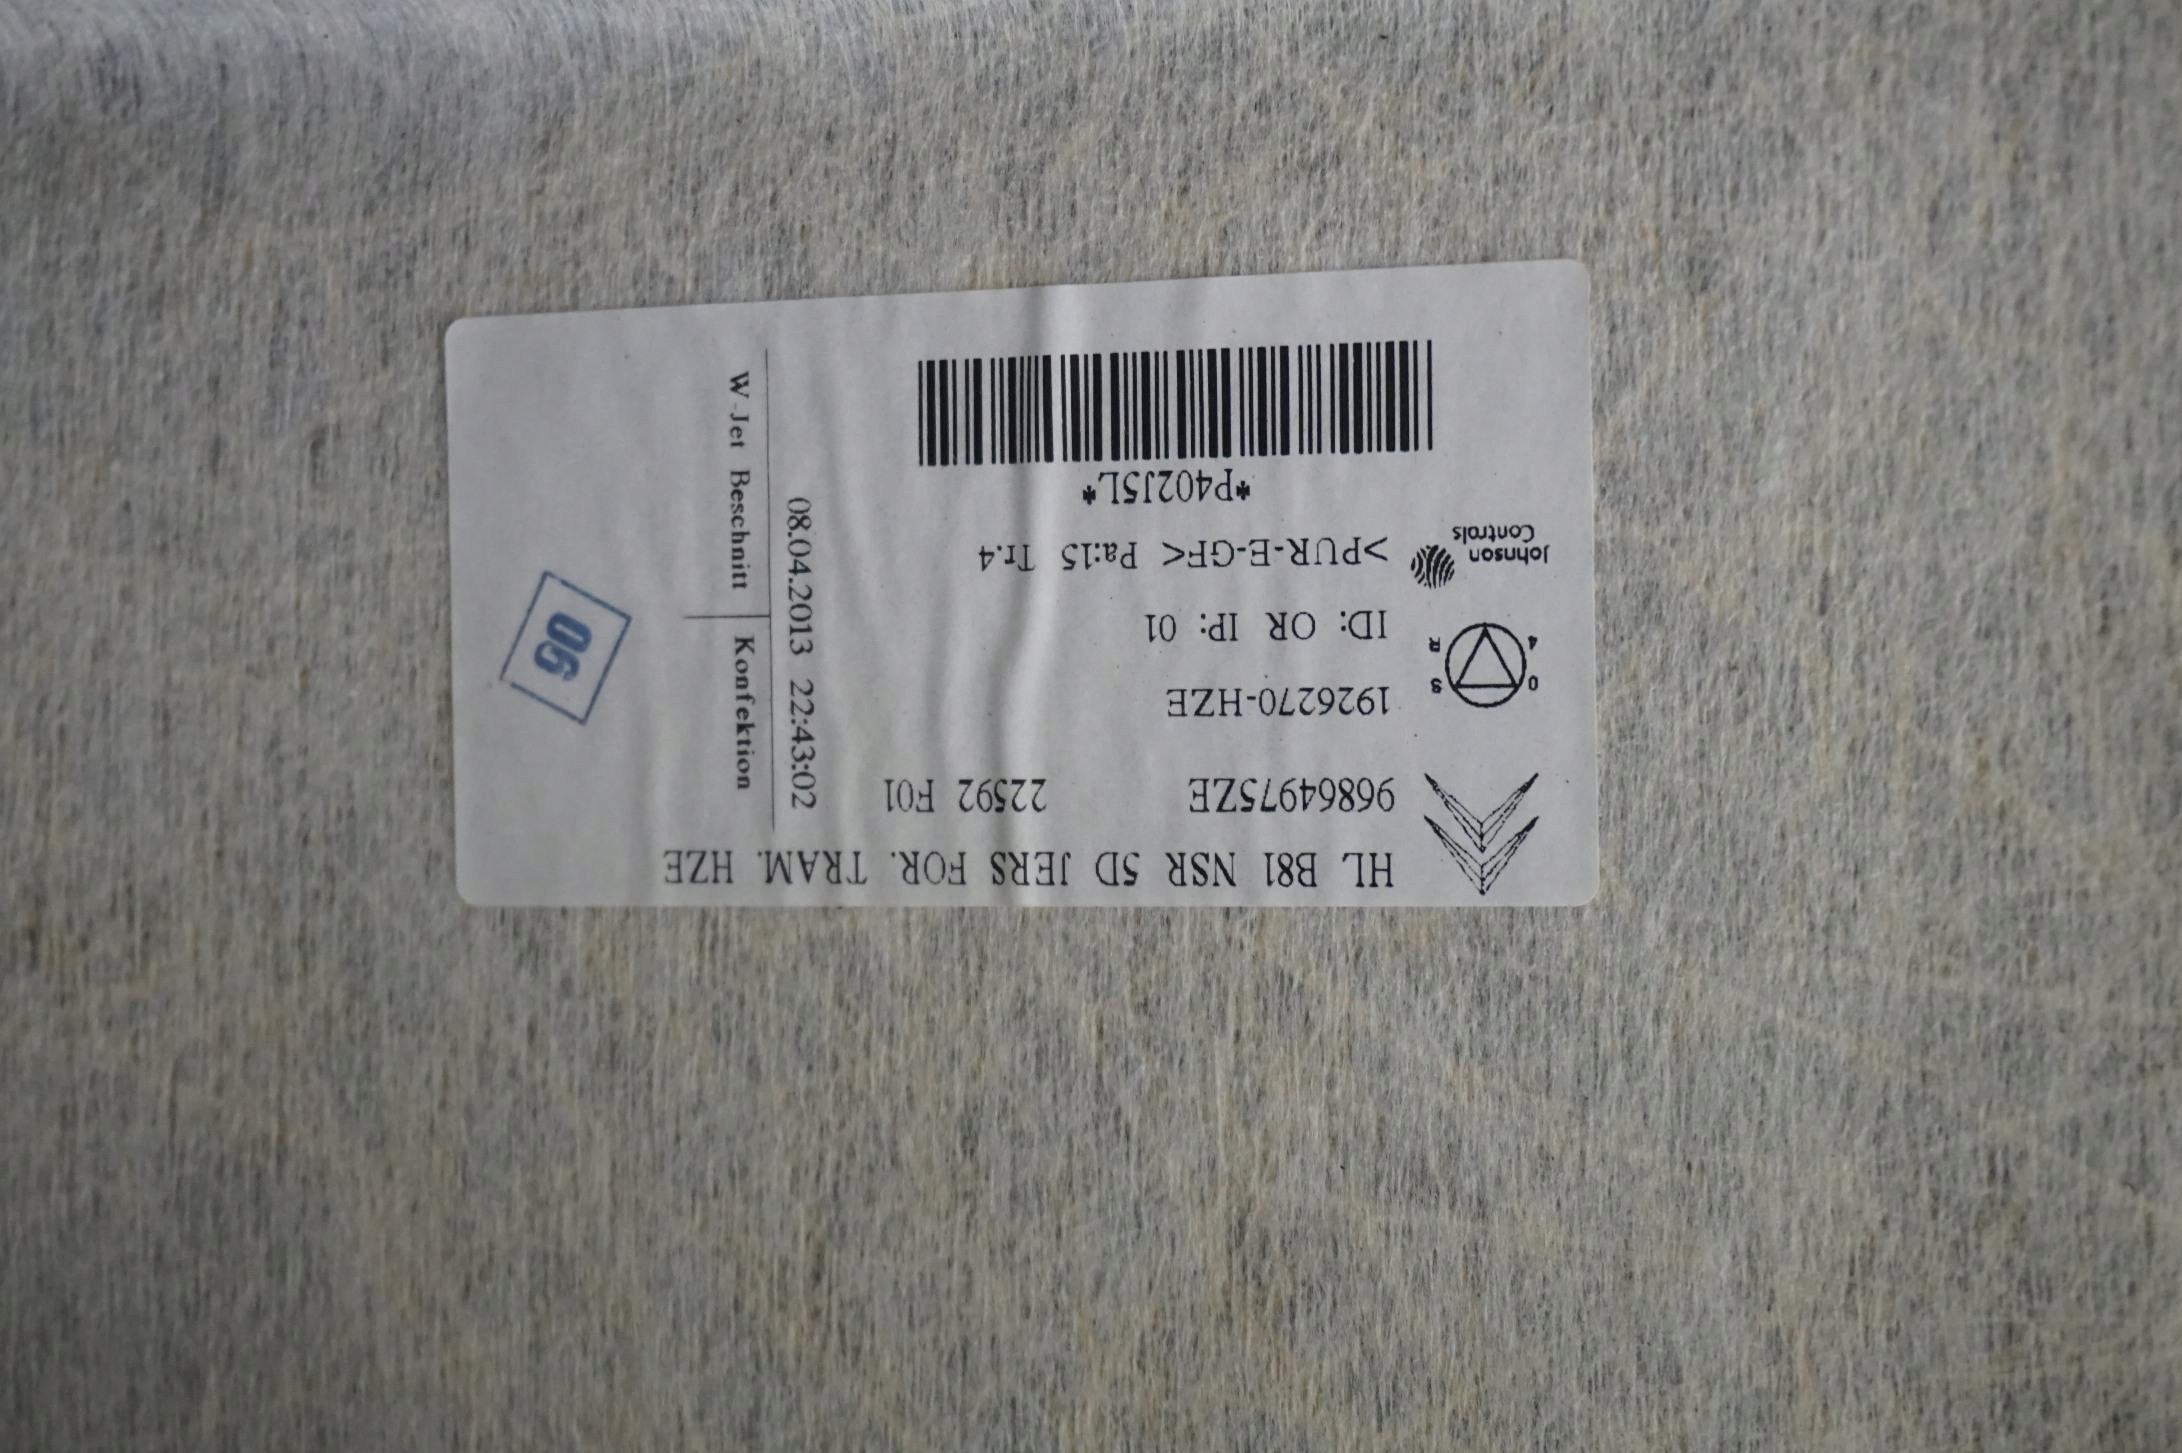 HL B81 NSR 5D JERS FOR. TRAM. HZE
96864975ZE 22592 F01
1926270-HZE
ID: OR IP: 01
>PUR-E-GF< Pa:15 Tr.4
Johnson
Controls
*P402J5L*
08.04.2013 22:43:02
W-Jet Beschnitt
Konfektion